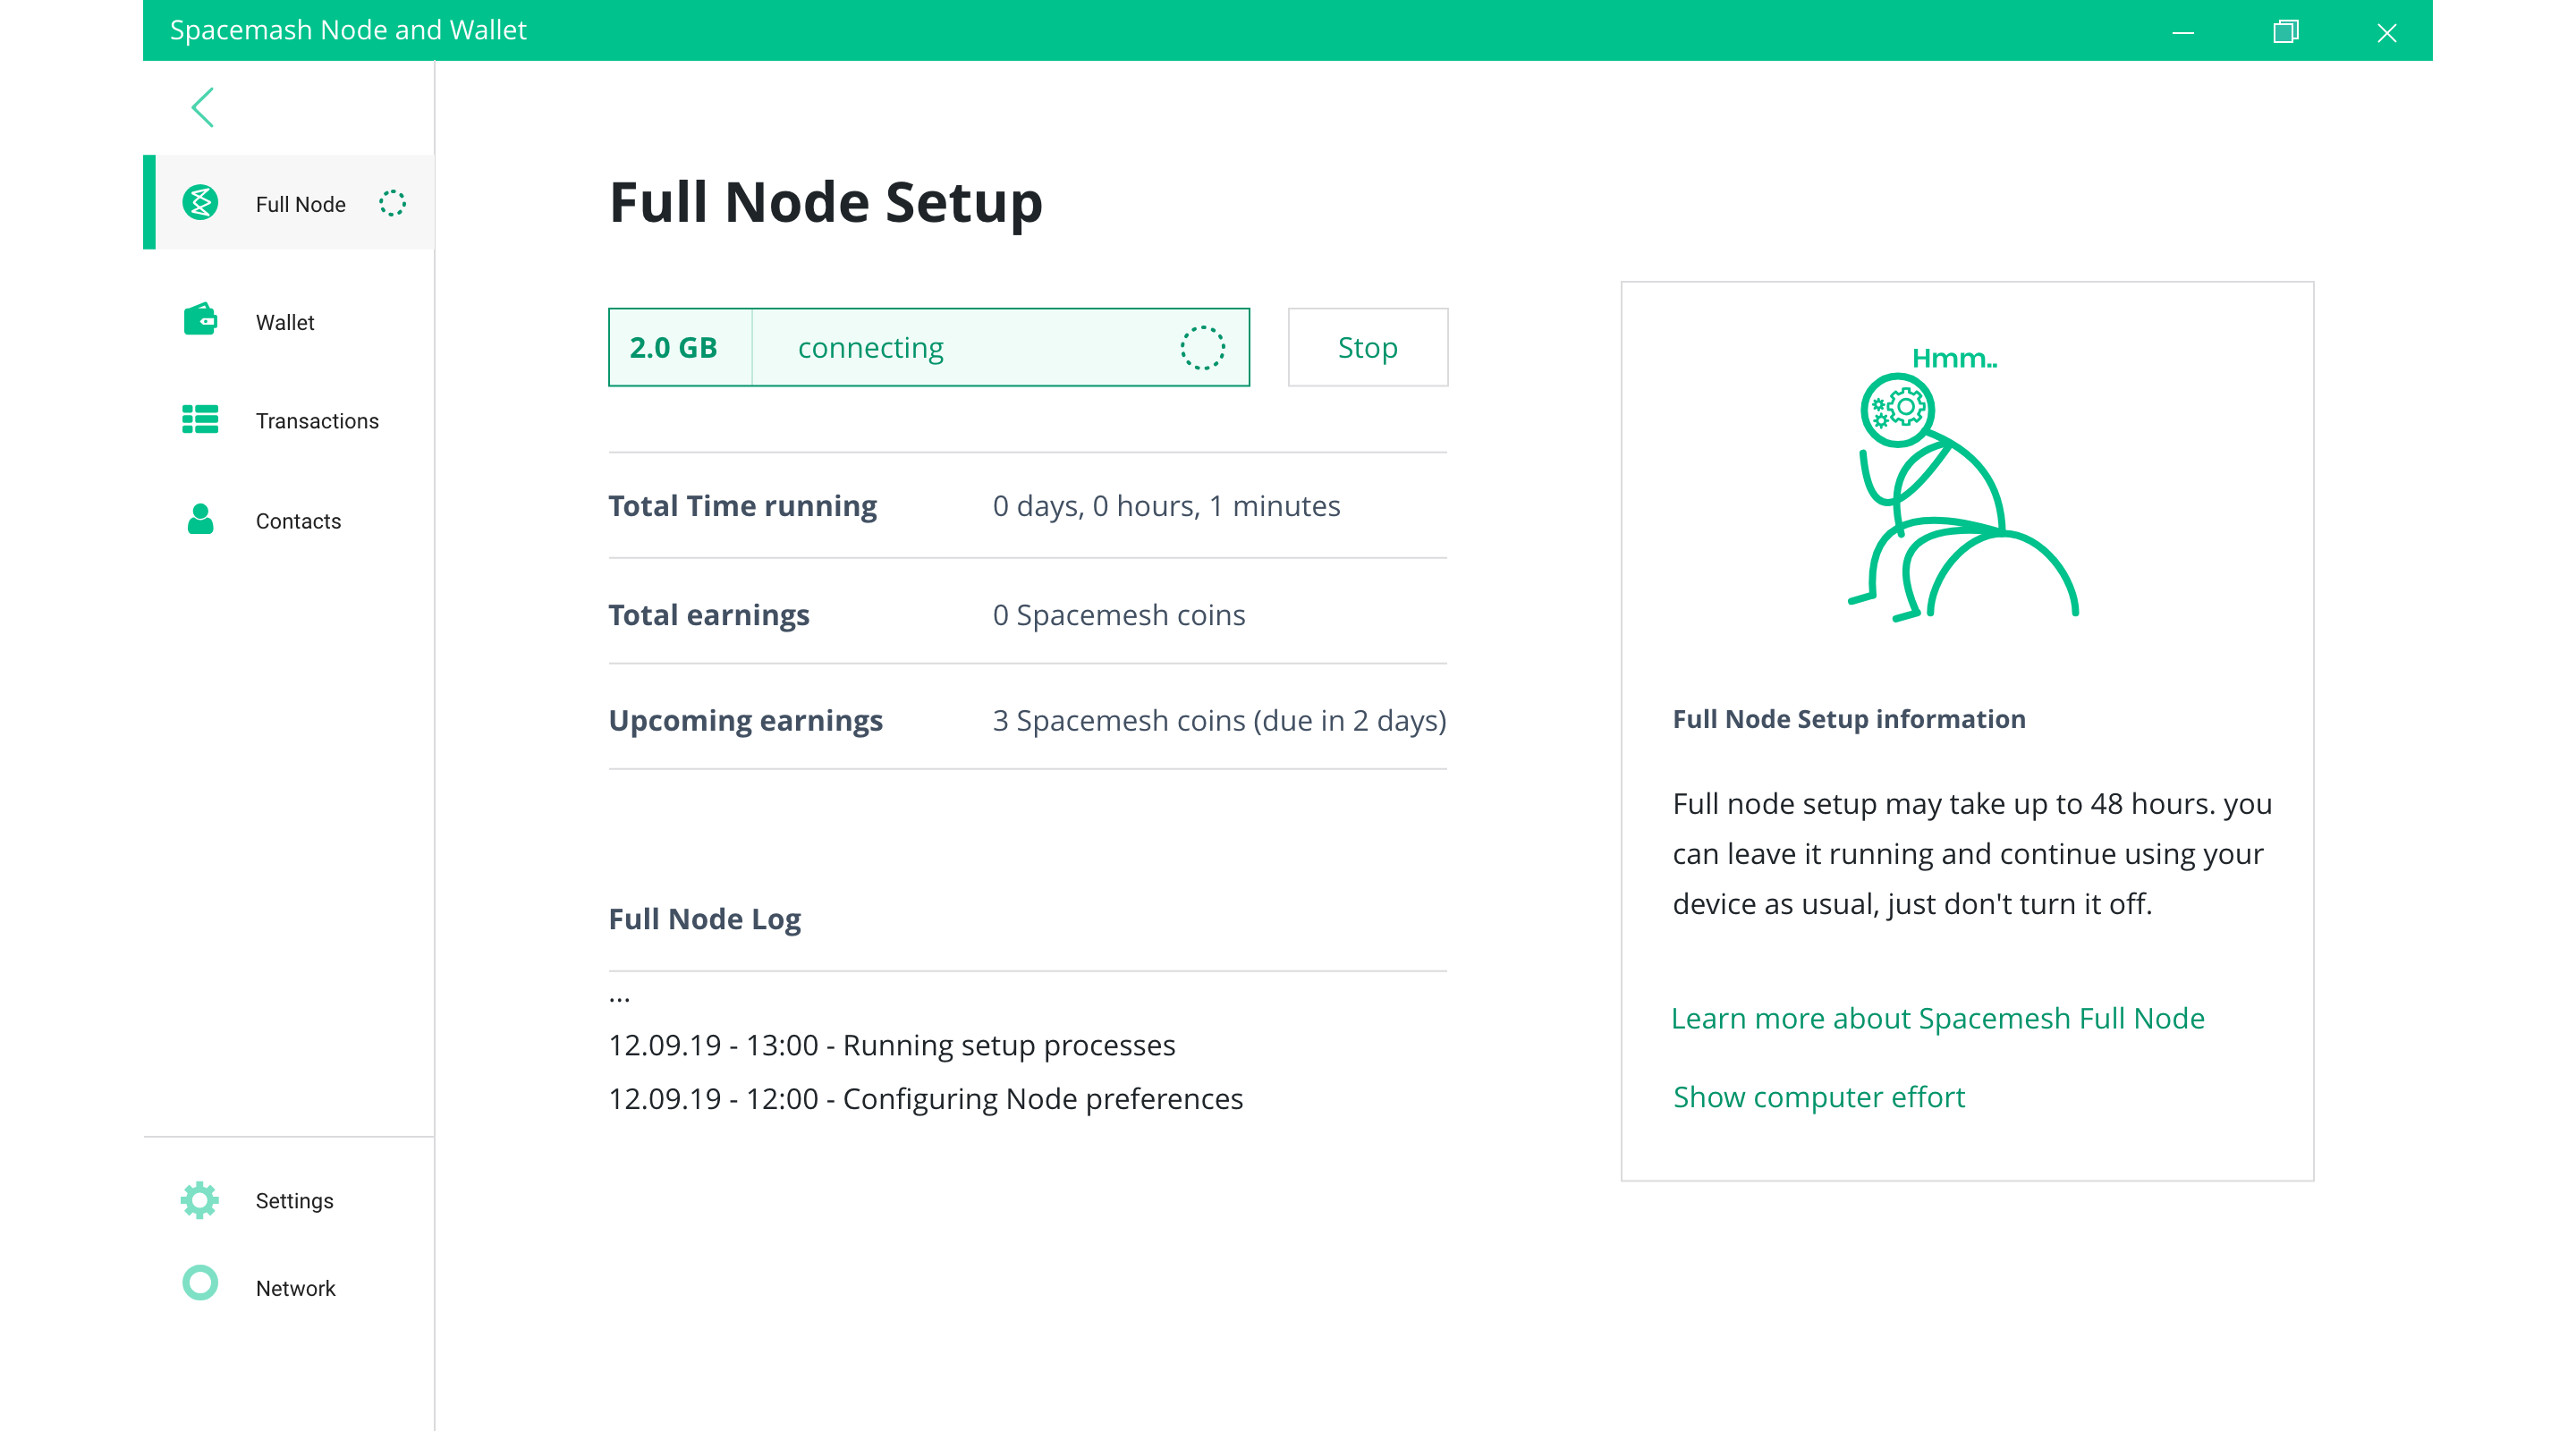 Spacemash Node and Wallet
Full Node
Wallet
Transactions
Contacts
Settings
Network
Full Node Setup
2.0 GB
connecting
Stop
Total Time running
0 days, 0 hours, 1 minutes
Total earnings
0 Spacemesh coins
Upcoming earnings
3 Spacemesh coins (due in 2 days)
Full Node Log
...
12.09.19 - 13:00 - Running setup processes
12.09.19 - 12:00 - Configuring Node preferences
Hmm..
Full Node Setup information
Full node setup may take up to 48 hours. you
can leave it running and continue using your
device as usual, just don't turn it off.
Learn more about Spacemesh Full Node
Show computer effort